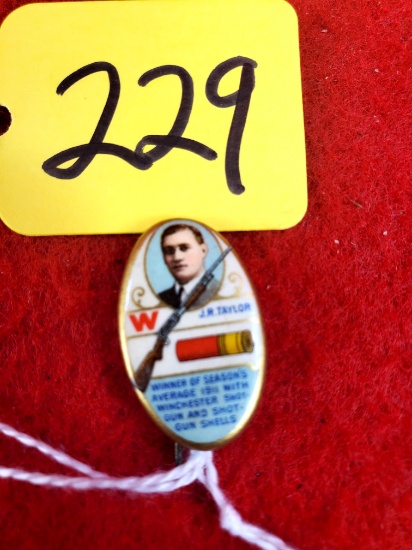 229
W
J.R. TAYLOR
WINNER OF SEASON'S
AVERAGE 1911 WITH
WINCHESTER SHOT-
GUN AND SHOT-
GUN SHELLS